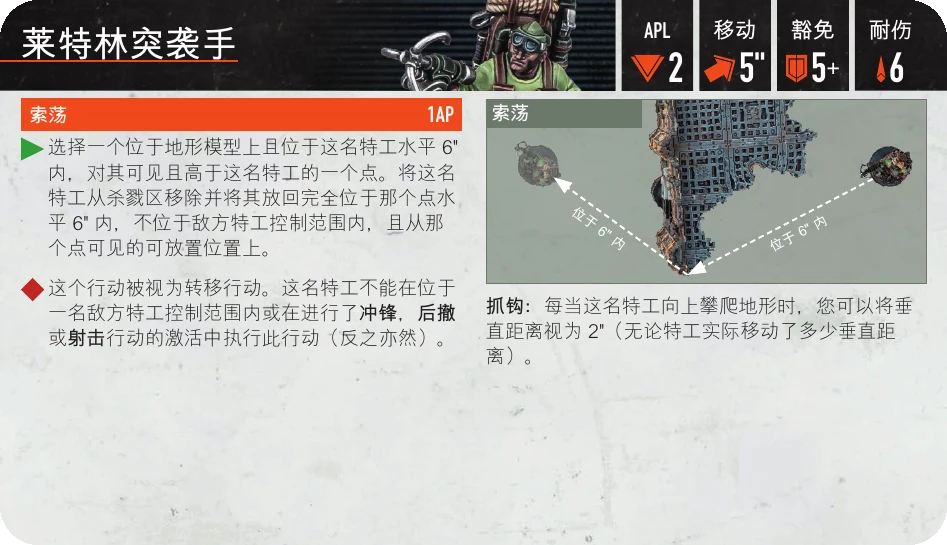 莱特林突袭手
APL
2
移动
5"
豁免
5+
耐伤
6
索荡 1AP
选择一个位于地形模型上且位于这名特工水平 6"
内，对其可见且高于这名特工的一个点。将这名
特工从杀戮区移除并将其放回完全位于那个点水
平 6" 内，不位于敌方特工控制范围内，且从那
个点可见的可放置位置上。
这个行动被视为转移行动。这名特工不能在位于
一名敌方特工控制范围内或在进行了冲锋，后撤
或射击行动的激活中执行此行动（反之亦然）。
索荡
位于 6" 内
位于 6" 内
抓钩：每当这名特工向上攀爬地形时，您可以将垂
直距离视为 2"（无论特工实际移动了多少垂直距
离）。